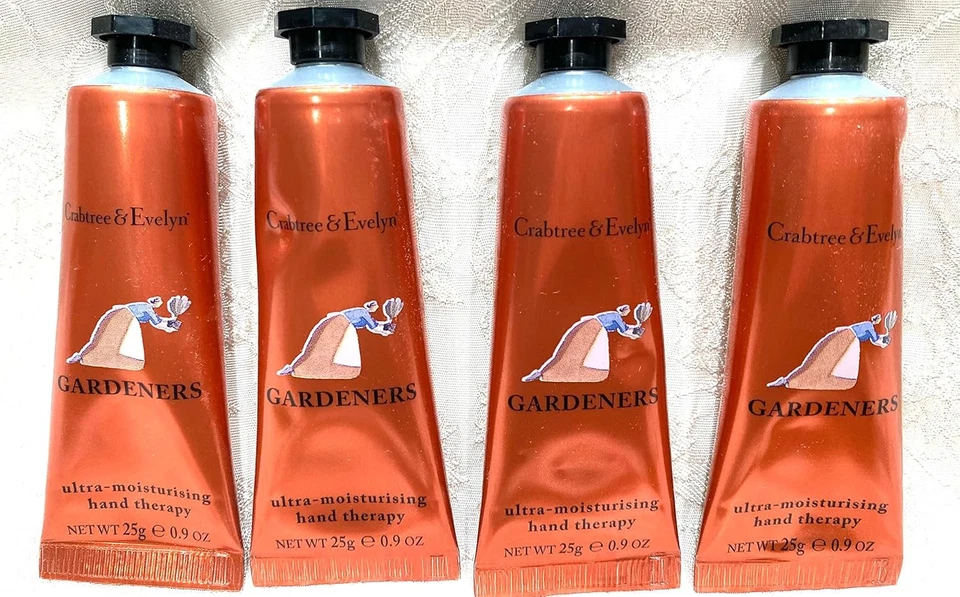 Crabtree & Evelyn™
GARDENERS
ultra-moisturising
hand therapy
NET WT 25g ℮ 0.9 OZ
Crabtree & Evelyn™
GARDENERS
ultra-moisturising
hand therapy
NET WT 25g ℮ 0.9 OZ
Crabtree & Evelyn
GARDENERS
ultra-moisturising
hand therapy
NET WT 25g ℮ 0.9 OZ
Crabtree & Evelyn
GARDENERS
ultra-moisturising
hand therapy
NET WT 25g ℮ 0.9 OZ